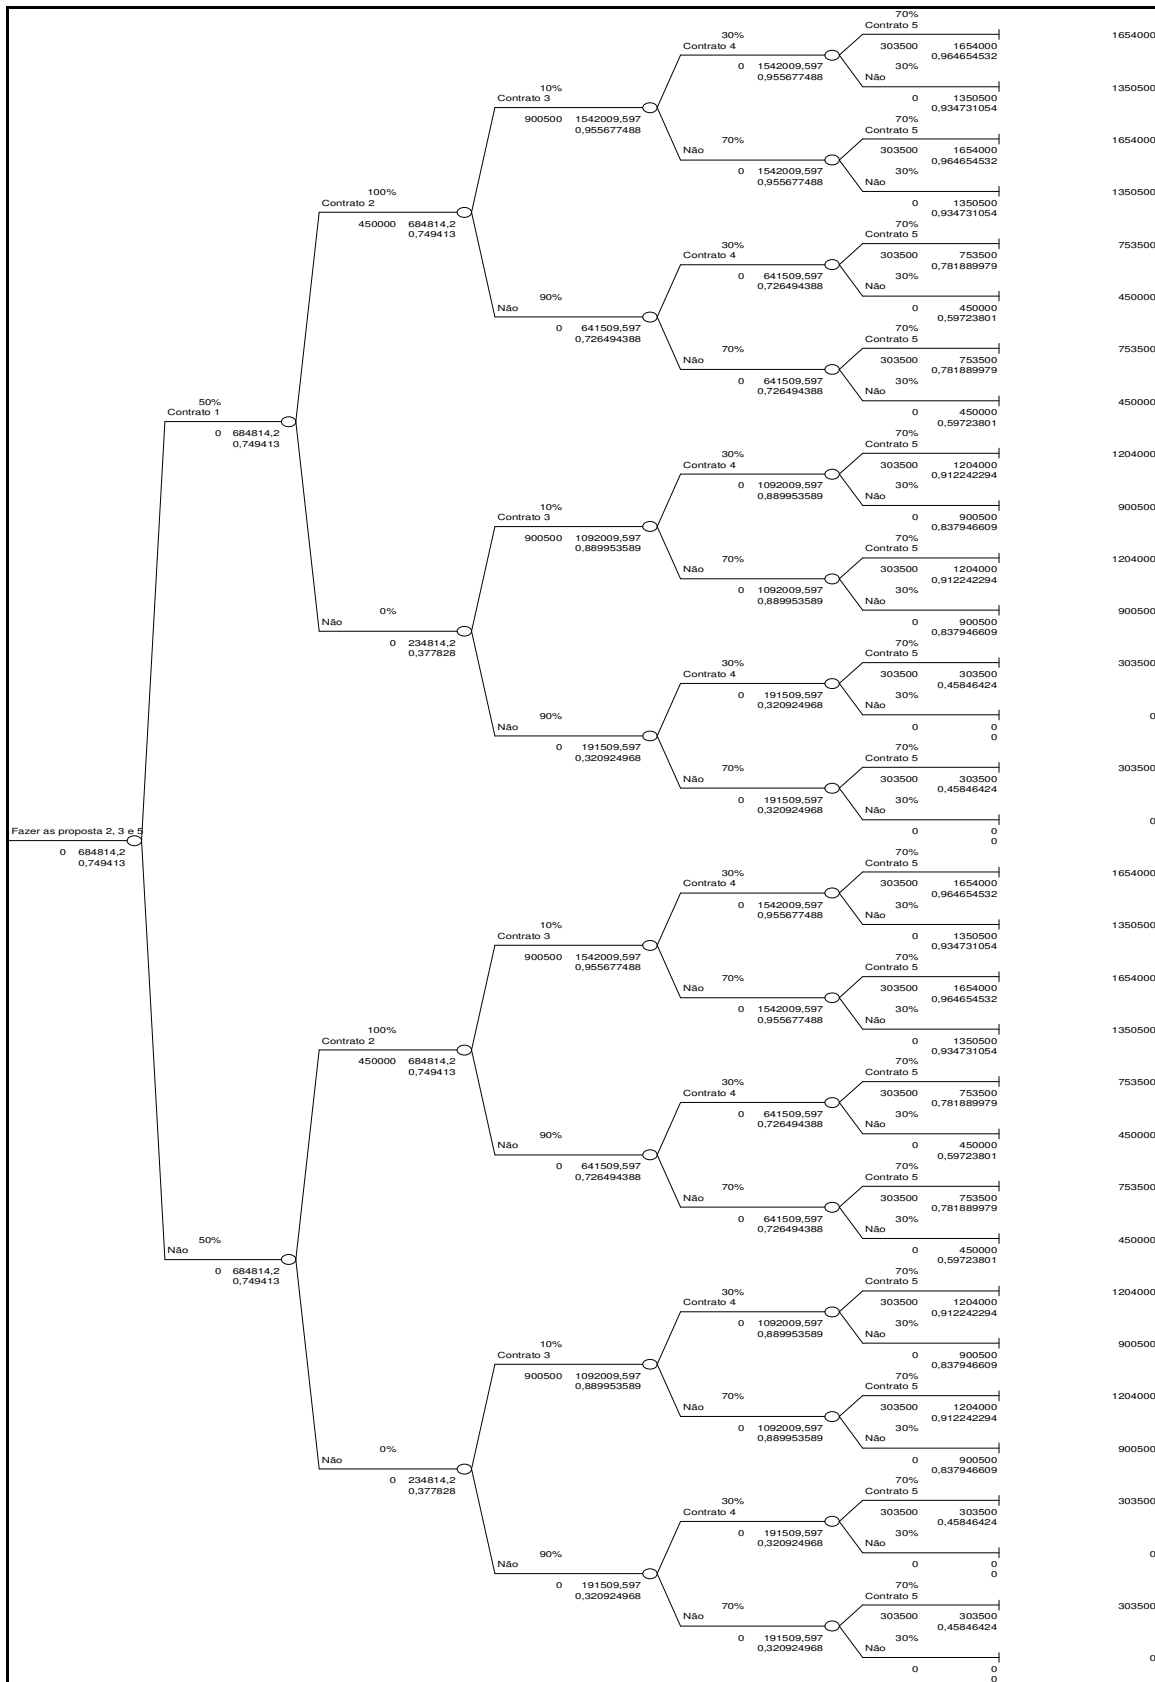 70%
Contrato 5
30% 1654000
Contrato 4 303500 1654000
0,964654532
0 1542009,597 30%
0,955677488 Não
10% 1350500
Contrato 3 0 1350500
0,934731054
900500 1542009,597 70%
0,955677488 Contrato 5
70% 1654000
Não 303500 1654000
0,964654532
0 1542009,597 30%
0,955677488 Não
100% 1350500
Contrato 2 0 1350500
0,934731054
450000 684814,2 70%
0,749413 Contrato 5
30% 753500
Contrato 4 303500 753500
0,781889979
0 641509,597 30%
0,726494388 Não
90% 450000
Não 0 450000
0,59723801
0 641509,597 70%
0,726494388 Contrato 5
70% 753500
Não 303500 753500
0,781889979
0 641509,597 30%
0,726494388 Não
50% 450000
Contrato 1 0 450000
0,59723801
0 684814,2 70%
0,749413 Contrato 5
30% 1204000
Contrato 4 303500 1204000
0,912242294
0 1092009,597 30%
0,889953589 Não
10% 900500
Contrato 3 0 900500
0,837946609
900500 1092009,597 70%
0,889953589 Contrato 5
70% 1204000
Não 303500 1204000
0,912242294
0 1092009,597 30%
0,889953589 Não
0% 900500
Não 0 900500
0,837946609
0 234814,2 70%
0,377828 Contrato 5
30% 303500
Contrato 4 303500 303500
0,45846424
0 191509,597 30%
0,320924968 Não
90% 0
Não 0 0
0
0 191509,597 70%
0,320924968 Contrato 5
70% 303500
Não 303500 303500
0,45846424
0 191509,597 30%
0,320924968 Não
0
Fazer as proposta 2, 3 e 5 0 0
0
0 684814,2 70%
0,749413 Contrato 5
30% 1654000
Contrato 4 303500 1654000
0,964654532
0 1542009,597 30%
0,955677488 Não
10% 1350500
Contrato 3 0 1350500
0,934731054
900500 1542009,597 70%
0,955677488 Contrato 5
70% 1654000
Não 303500 1654000
0,964654532
0 1542009,597 30%
0,955677488 Não
100% 1350500
Contrato 2 0 1350500
0,934731054
450000 684814,2 70%
0,749413 Contrato 5
30% 753500
Contrato 4 303500 753500
0,781889979
0 641509,597 30%
0,726494388 Não
90% 450000
Não 0 450000
0,59723801
0 641509,597 70%
0,726494388 Contrato 5
70% 753500
Não 303500 753500
0,781889979
0 641509,597 30%
0,726494388 Não
50% 450000
Não 0 450000
0,59723801
0 684814,2 70%
0,749413 Contrato 5
30% 1204000
Contrato 4 303500 1204000
0,912242294
0 1092009,597 30%
0,889953589 Não
10% 900500
Contrato 3 0 900500
0,837946609
900500 1092009,597 70%
0,889953589 Contrato 5
70% 1204000
Não 303500 1204000
0,912242294
0 1092009,597 30%
0,889953589 Não
0% 900500
Não 0 900500
0,837946609
0 234814,2 70%
0,377828 Contrato 5
30% 303500
Contrato 4 303500 303500
0,45846424
0 191509,597 30%
0,320924968 Não
90% 0
Não 0 0
0
0 191509,597 70%
0,320924968 Contrato 5
70% 303500
Não 303500 303500
0,45846424
0 191509,597 30%
0,320924968 Não
0
0 0
0